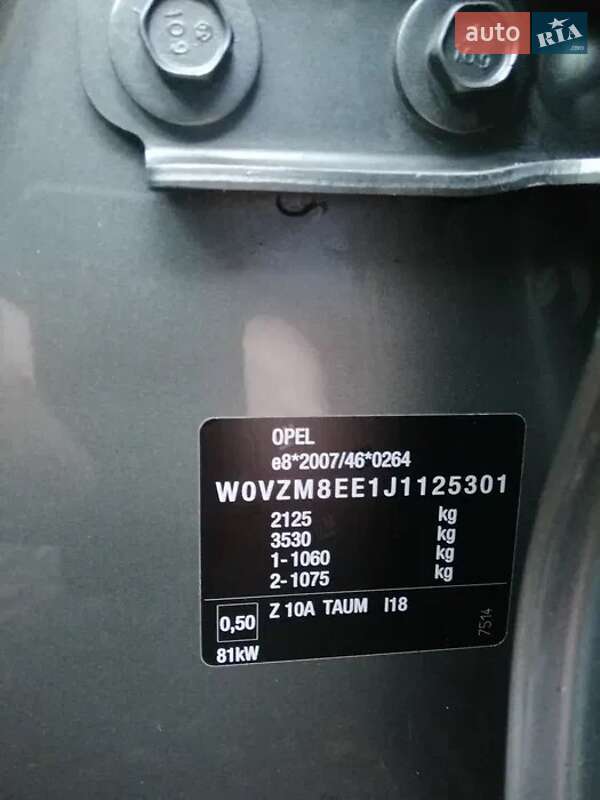 auto RIA.com
109
109
OPEL
e8*2007/46*0264
W0VZM8EE1J1125301
2125 kg
3530 kg
1-1060 kg
2-1075 kg
0,50 Z 10A TAUM I18
81kW
7514